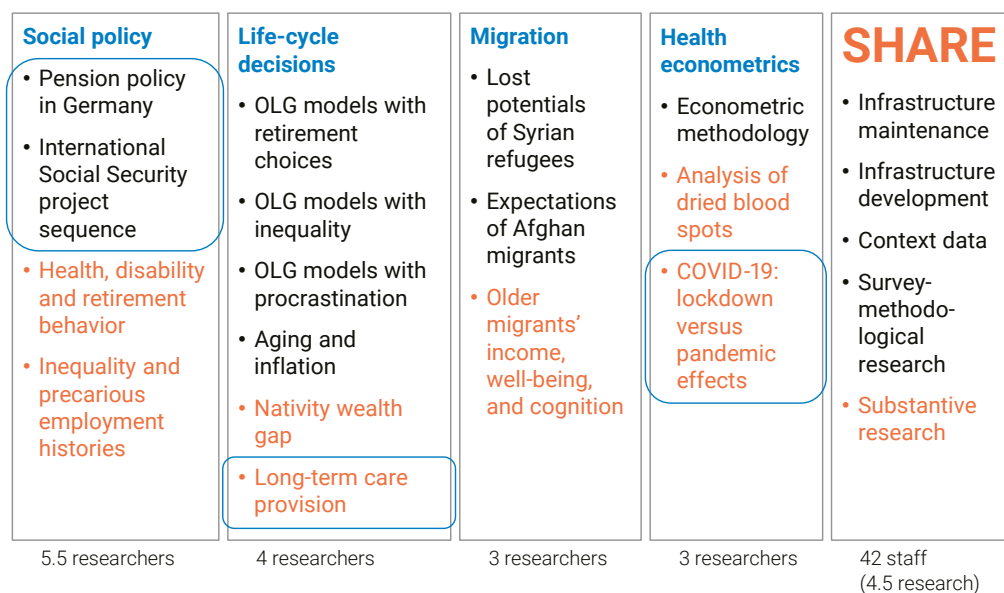 Social policy
• Pension policy
in Germany
• International
Social Security
project
sequence
• Health, disability
and retirement
behavior
• Inequality and
precarious
employment
histories
5.5 researchers
Life-cycle
decisions
• OLG models with
retirement
choices
• OLG models with
inequality
• OLG models with
procrastination
• Aging and
inflation
• Nativity wealth
gap
• Long-term care
provision
4 researchers
Migration
• Lost
potentials
of Syrian
refugees
• Expectations
of Afghan
migrants
• Older
migrants’
income,
well-being,
and cognition
3 researchers
Health
econometrics
• Econometric
methodology
• Analysis of
dried blood
spots
• COVID-19:
lockdown
versus
pandemic
effects
3 researchers
SHARE
• Infrastructure
maintenance
• Infrastructure
development
• Context data
• Survey-
methodo-
logical
research
• Substantive
research
42 staff
(4.5 research)